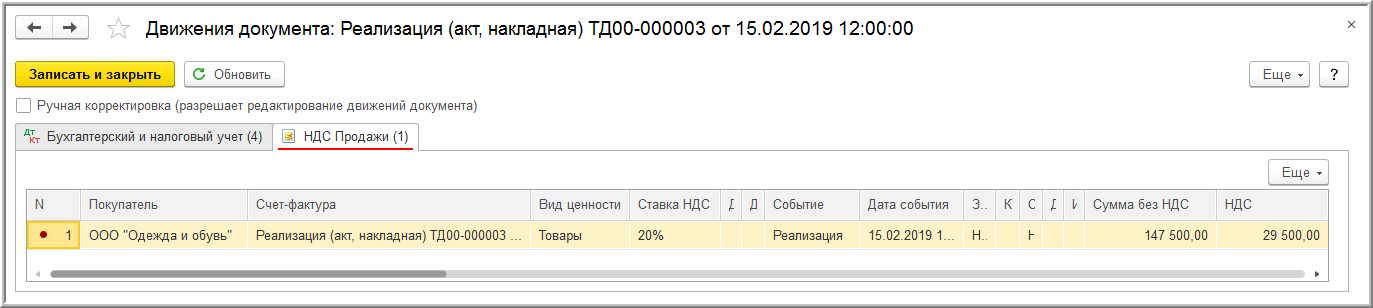 Движения документа: Реализация (акт, накладная) ТД00-000003 от 15.02.2019 12:00:00
Записать и закрыть Обновить Еще ?
Ручная корректировка (разрешает редактирование движений документа)
Дт Кт Бухгалтерский и налоговый учет (4) НДС Продажи (1)
Еще
N Покупатель Счет-фактура Вид ценности Ставка НДС Д Д Событие Дата события З.. К С Д И Сумма без НДС НДС
1 ООО "Одежда и обувь" Реализация (акт, накладная) ТД00-000003 ... Товары 20% Реализация 15.02.2019 1... Н.. Н 147 500,00 29 500,00